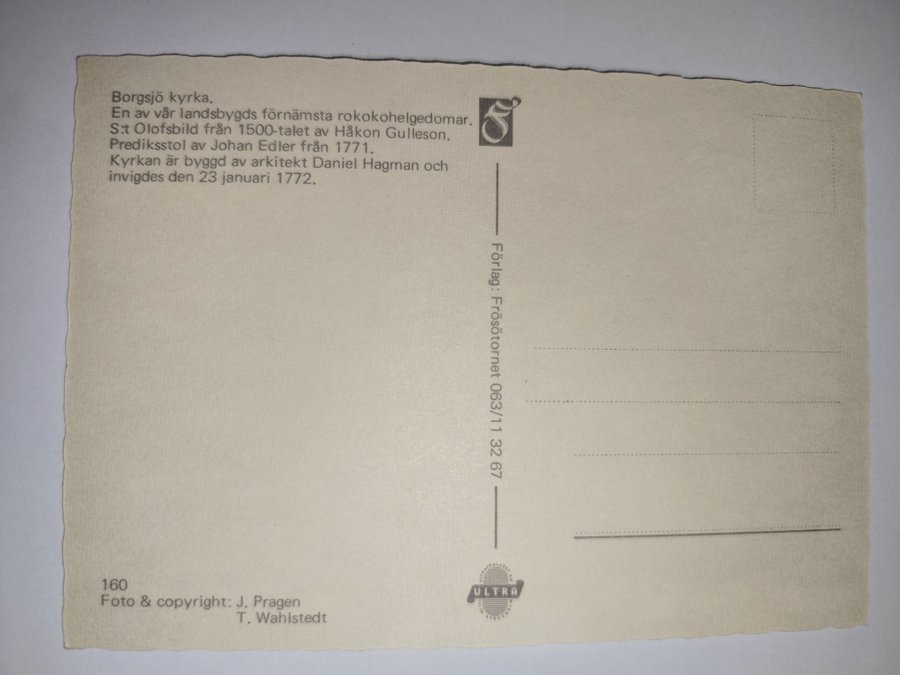 Borgsjö kyrka.
En av vår landsbygds förnämsta rokokohelgedomar.
S:t Olofsbild från 1500-talet av Håkon Gulleson.
Prediksstol av Johan Edler från 1771.
Kyrkan är byggd av arkitekt Daniel Hagman och
invigdes den 23 januari 1772.
160
Foto & copyright: J. Pragen
T. Wahlstedt
Förlag: Frösötornet 063/11 32 67
ULTRA